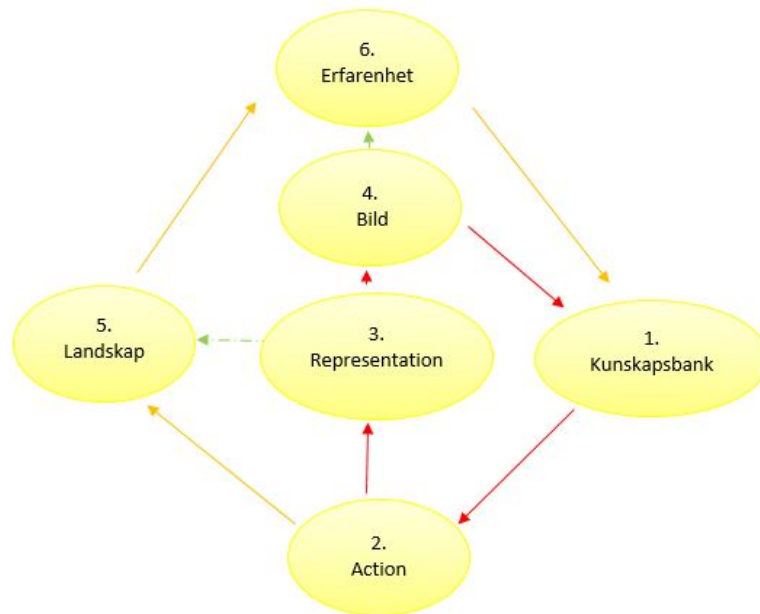 6.
Erfarenhet
4.
Bild
5.
Landskap
3.
Representation
1.
Kunskapsbank
2.
Action